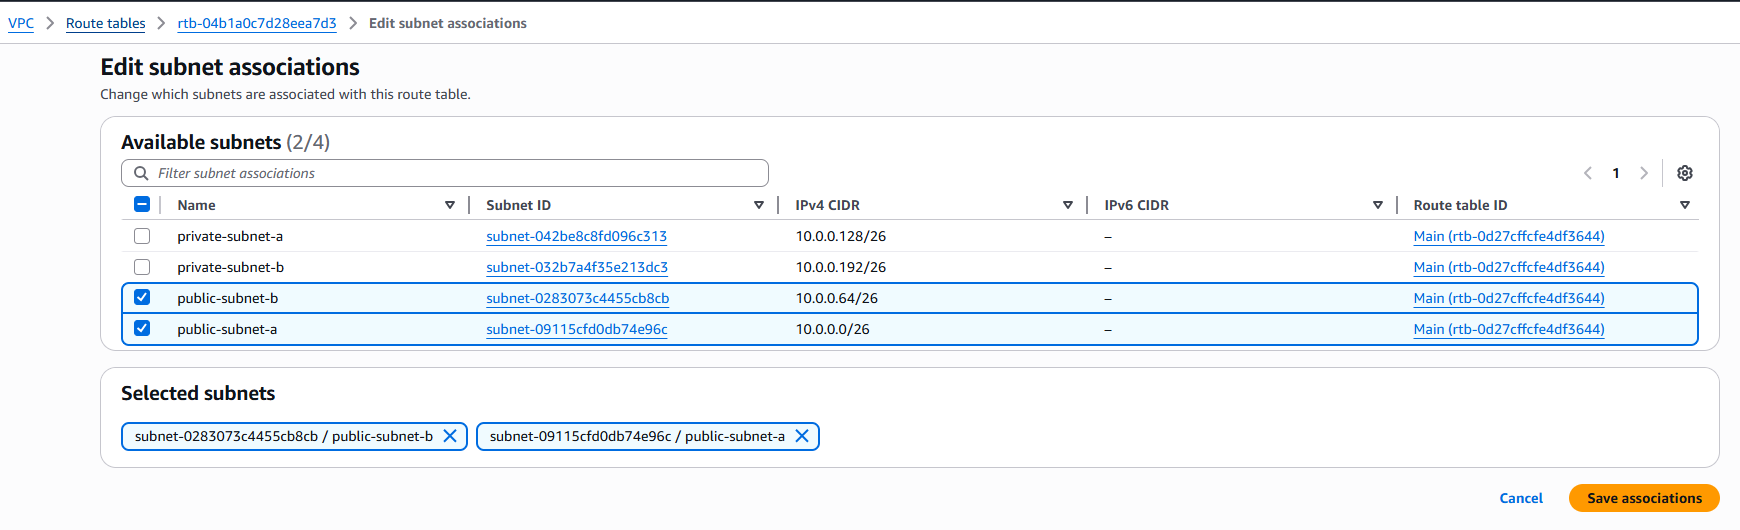 VPC > Route tables > rtb-04b1a0c7d28eea7d3 > Edit subnet associations
Edit subnet associations
Change which subnets are associated with this route table.
Available subnets (2/4)
Filter subnet associations
1
Name Subnet ID IPv4 CIDR IPv6 CIDR Route table ID
private-subnet-a subnet-042be8c8fd096c313 10.0.0.128/26 – Main (rtb-0d27cffcfe4df3644)
private-subnet-b subnet-032b7a4f35e213dc3 10.0.0.192/26 – Main (rtb-0d27cffcfe4df3644)
public-subnet-b subnet-0283073c4455cb8cb 10.0.0.64/26 – Main (rtb-0d27cffcfe4df3644)
public-subnet-a subnet-09115cfd0db74e96c 10.0.0.0/26 – Main (rtb-0d27cffcfe4df3644)
Selected subnets
subnet-0283073c4455cb8cb / public-subnet-b subnet-09115cfd0db74e96c / public-subnet-a
Cancel Save associations